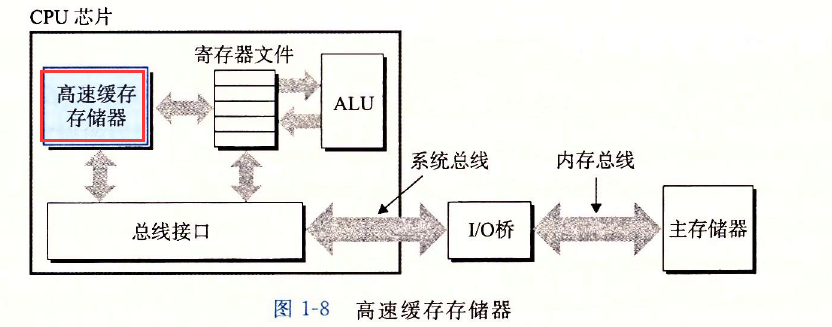 CPU 芯片
寄存器文件
高速缓存
存储器
ALU
系统总线
内存总线
总线接口
I/O桥
主存储器
图 1-8 高速缓存存储器